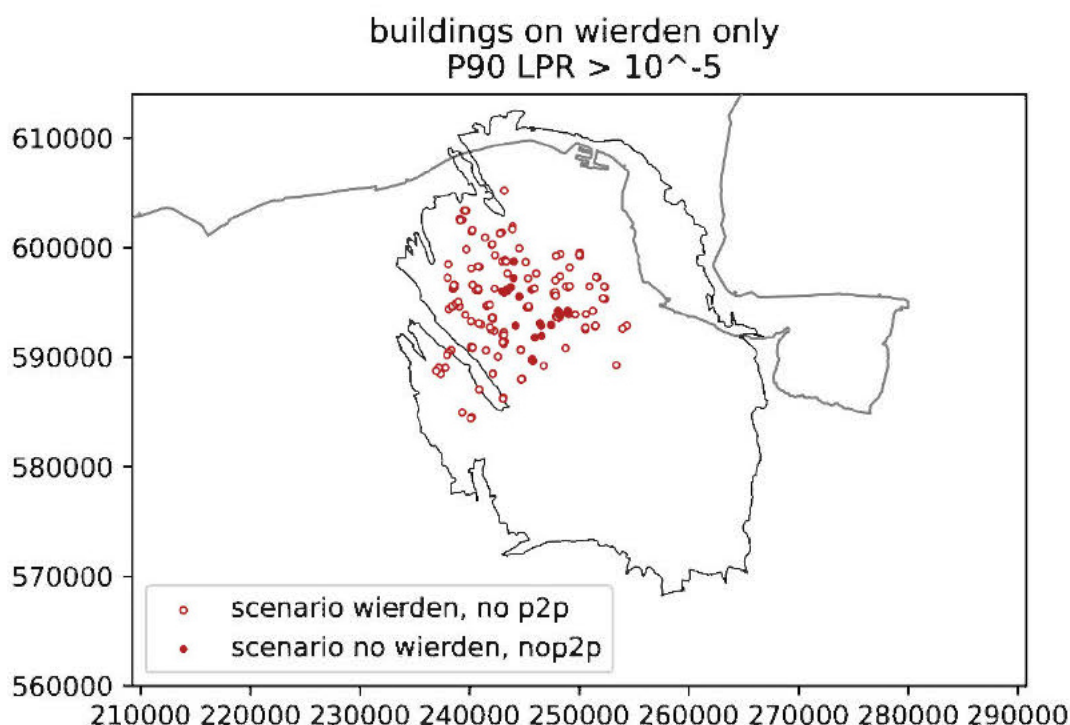 buildings on wierden only
P90 LPR > 10^-5
610000
600000
590000
580000
570000
560000
scenario wierden, no p2p
scenario no wierden, nop2p
210000 220000 230000 240000 250000 260000 270000 280000 290000